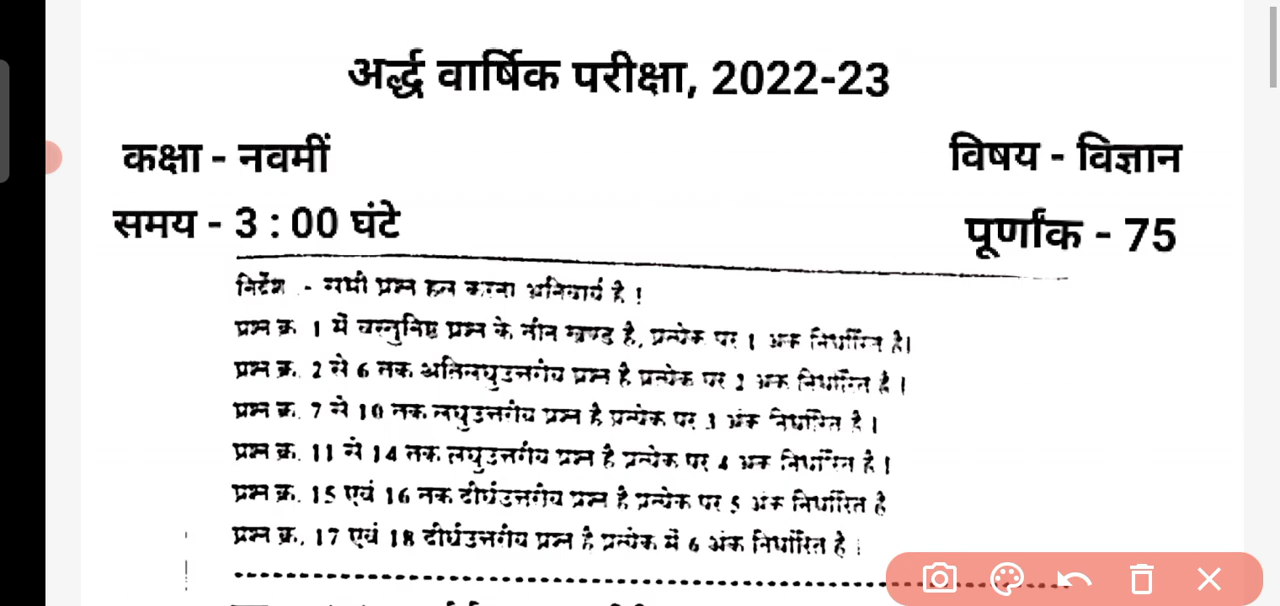 अर्द्ध वार्षिक परीक्षा, 2022-23
कक्षा - नवमीं
विषय - विज्ञान
समय - 3 : 00 घंटे
पूर्णांक - 75
निर्देश - सभी प्रश्न हल करना अनिवार्य है !
प्रश्न क्र. 1 में वस्तुनिष्ठ प्रश्न के तीन खण्ड है, प्रत्येक पर 1 अंक निर्धारित है।
प्रश्न क्र. 2 से 6 तक अतिलघुउत्तरीय प्रश्न है प्रत्येक पर 2 अंक निर्धारित है।
प्रश्न क्र. 7 से 10 तक लघुउत्तरीय प्रश्न है प्रत्येक पर 3 अंक निर्धारित है।
प्रश्न क्र. 11 से 14 तक लघुउत्तरीय प्रश्न है प्रत्येक पर 4 अंक निर्धारित है।
प्रश्न क्र. 15 एवं 16 तक दीर्घउत्तरीय प्रश्न है प्रत्येक पर 5 अंक निर्धारित है
प्रश्न क्र. 17 एवं 18 दीर्घउत्तरीय प्रश्न है प्रत्येक में 6 अंक निर्धारित है।